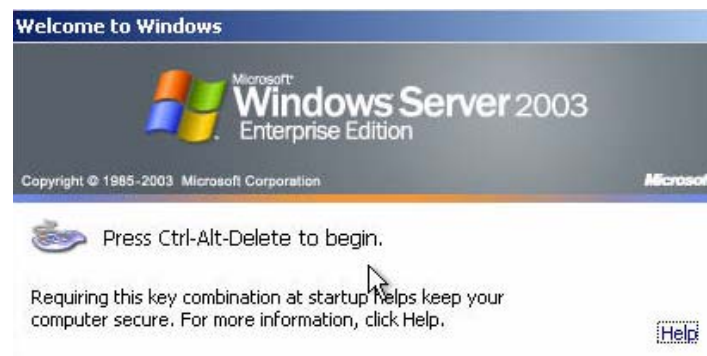 Welcome to Windows
Microsoft
Windows Server 2003
Enterprise Edition
Copyright © 1985-2003 Microsoft Corporation
Microsof
Press Ctrl-Alt-Delete to begin.
Requiring this key combination at startup helps keep your
computer secure. For more information, click Help.
Help